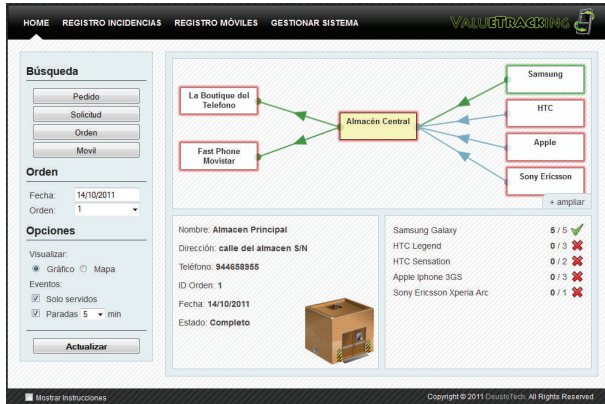 HOME REGISTRO INCIDENCIAS REGISTRO MÓVILES GESTIONAR SISTEMA
VALUETRACKING
Búsqueda
Pedido
Solicitud
Orden
Movil
Orden
Fecha: 14/10/2011
Orden: 1
Opciones
Visualizar:
Gráfico Mapa
Eventos:
Solo servidos
Paradas 5 min
Actualizar
La Boutique del
Telefono
Fast Phone
Movistar
Almacén Central
Samsung
HTC
Apple
Sony Ericsson
+ ampliar
Nombre: Almacen Principal
Dirección: calle del almacen S/N
Teléfono: 944658955
ID Orden: 1
Fecha: 14/10/2011
Estado: Completo
Samsung Galaxy 5 / 5
HTC Legend 0 / 3
HTC Sensation 0 / 2
Apple Iphone 3GS 0 / 3
Sony Ericsson Xperia Arc 0 / 1
Mostrar Instrucciones
Copyright © 2011 DeustoTech. All Rights Reserved